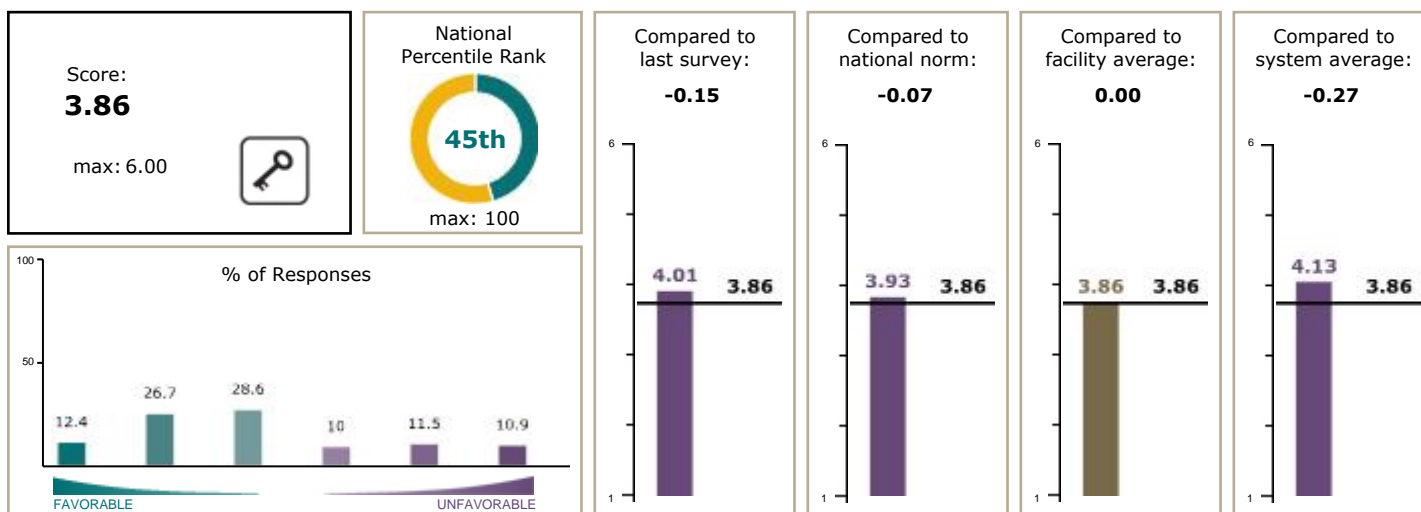 Score:
3.86
max: 6.00
National
Percentile Rank
45th
max: 100
% of Responses
100
50
12.4
26.7
28.6
10
11.5
10.9
FAVORABLE
UNFAVORABLE
Compared to
last survey:
-0.15
6
4.01
3.86
1
Compared to
national norm:
-0.07
6
3.93
3.86
1
Compared to
facility average:
0.00
6
3.86
3.86
1
Compared to
system average:
-0.27
6
4.13
3.86
1